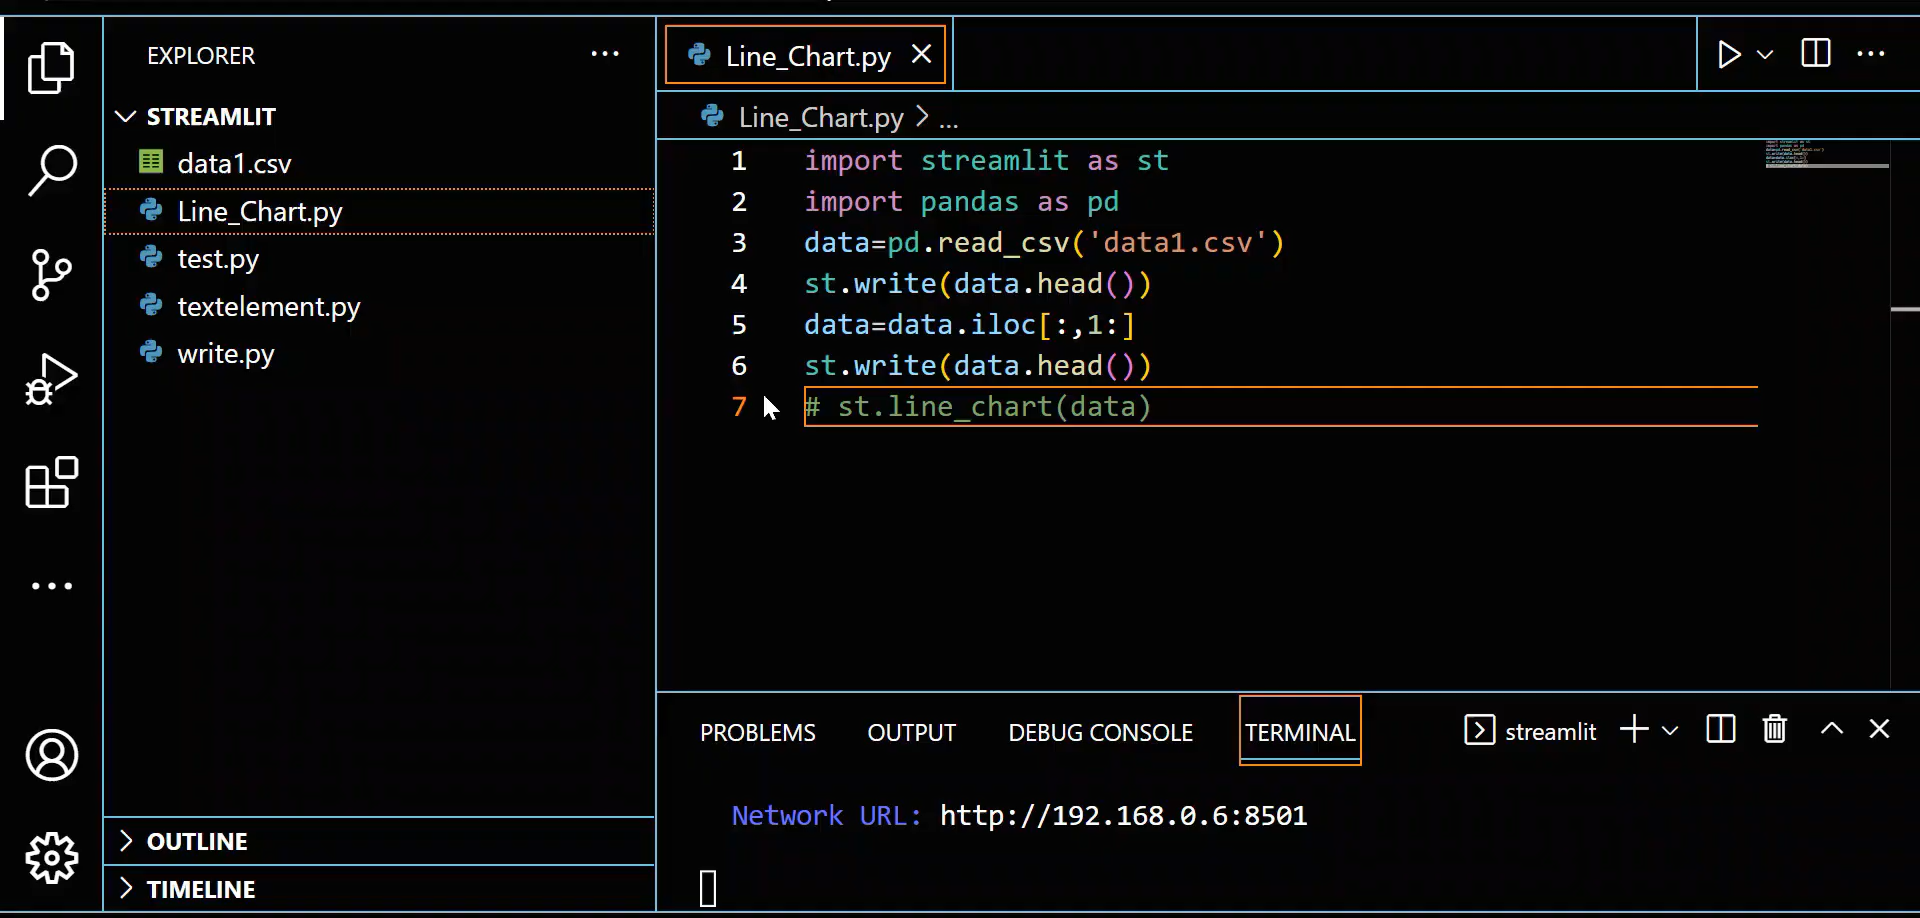 EXPLORER
STREAMLIT
data1.csv
Line_Chart.py
test.py
textelement.py
write.py
OUTLINE
TIMELINE
Line_Chart.py
Line_Chart.py > ...
1 import streamlit as st
2 import pandas as pd
3 data=pd.read_csv('data1.csv')
4 st.write(data.head())
5 data=data.iloc[:,1:]
6 st.write(data.head())
7 # st.line_chart(data)
PROBLEMS OUTPUT DEBUG CONSOLE TERMINAL streamlit
Network URL: http://192.168.0.6:8501